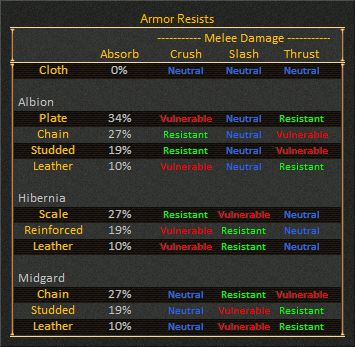 Armor Resists
----------- Melee Damage -----------
Absorb Crush Slash Thrust
Cloth 0% Neutral Neutral Neutral
Albion
Plate 34% Vulnerable Neutral Resistant
Chain 27% Resistant Neutral Vulnerable
Studded 19% Resistant Neutral Vulnerable
Leather 10% Vulnerable Neutral Resistant
Hibernia
Scale 27% Resistant Vulnerable Neutral
Reinforced 19% Vulnerable Resistant Neutral
Leather 10% Vulnerable Resistant Neutral
Midgard
Chain 27% Neutral Resistant Vulnerable
Studded 19% Neutral Vulnerable Resistant
Leather 10% Neutral Vulnerable Resistant